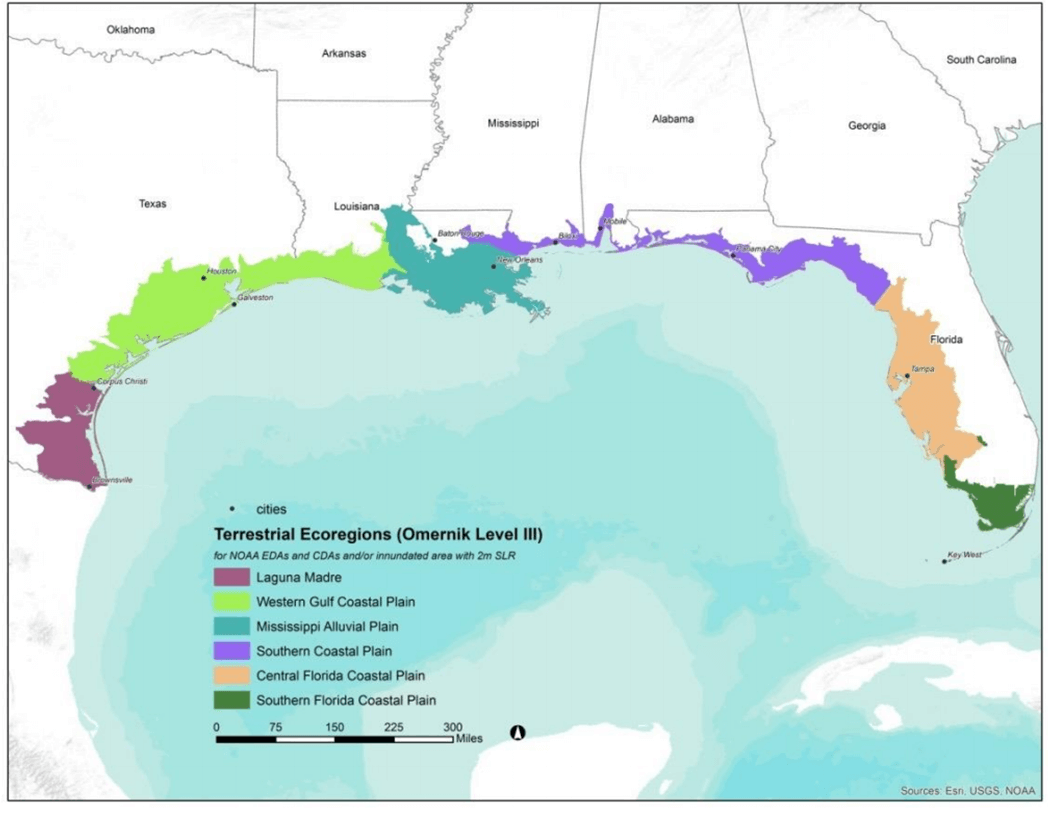 Oklahoma
Arkansas
South Carolina
Mississippi
Alabama
Georgia
Texas
Louisiana
Mobile
Baton Rouge
Biloxi
Panama City
New Orleans
Houston
Galveston
Florida
Tampa
Corpus Christi
Brownsville
Key West
cities
Terrestrial Ecoregions (Omernik Level III)
for NOAA EDAs and CDAs and/or innundated area with 2m SLR
Laguna Madre
Western Gulf Coastal Plain
Mississippi Alluvial Plain
Southern Coastal Plain
Central Florida Coastal Plain
Southern Florida Coastal Plain
0 75 150 225 300
Miles
Sources: Esri, USGS, NOAA